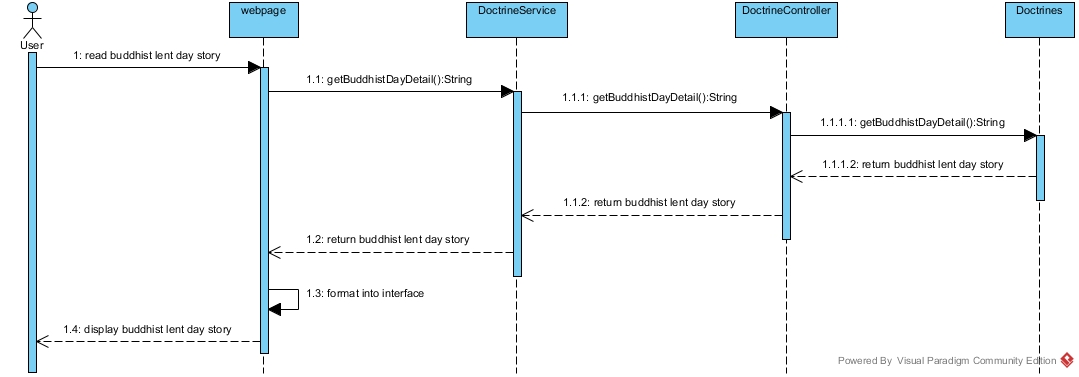 webpage
DoctrineService
DoctrineController
Doctrines
User
1: read buddhist lent day story
1.1: getBuddhistDayDetail():String
1.1.1: getBuddhistDayDetail():String
1.1.1.1: getBuddhistDayDetail():String
1.1.1.2: return buddhist lent day story
1.1.2: return buddhist lent day story
1.2: return buddhist lent day story
1.3: format into interface
1.4: display buddhist lent day story
Powered By Visual Paradigm Community Edition